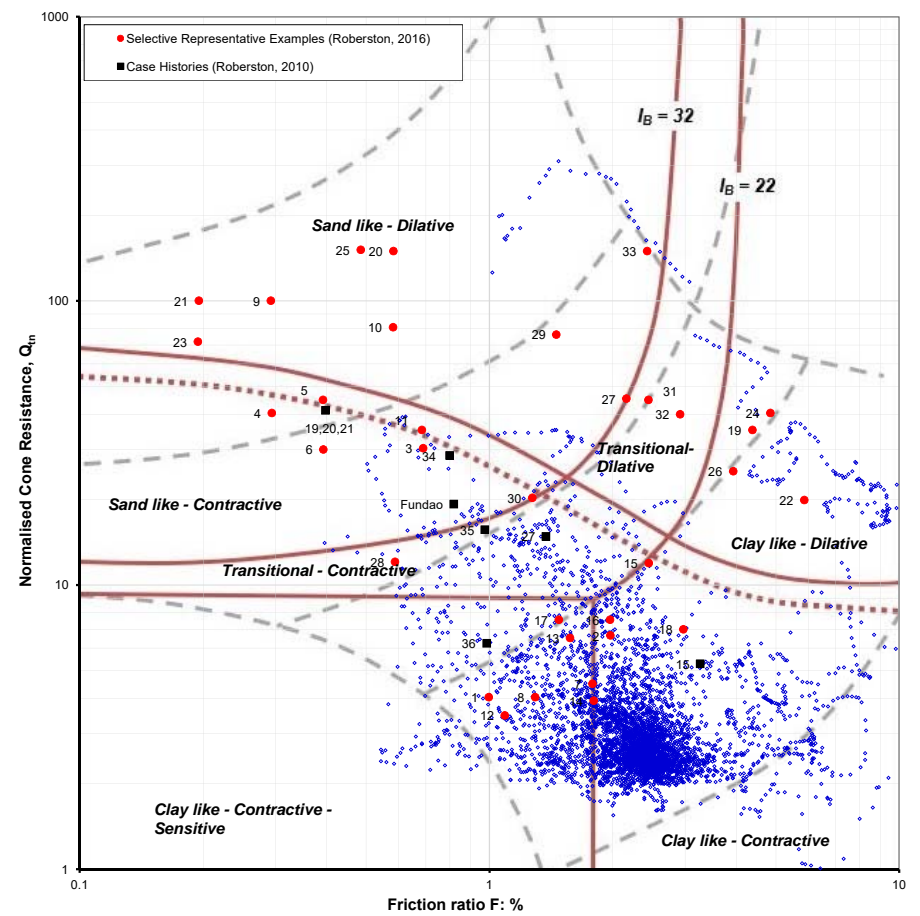 1000
Selective Representative Examples (Roberston, 2016)
Case Histories (Roberston, 2010)
I_B = 32
I_B = 22
Sand like - Dilative
25
20
33
21
9
100
10
29
23
5
4
19,20,21
11
6
3
34
27
31
32
24
19
Transitional-
Dilative
26
22
Sand like - Contractive
Fundao
30
35
27
Clay like - Dilative
28
15
Transitional - Contractive
10
17
16
18
13
2
36
15
7
1
8
14
12
Clay like - Contractive -
Sensitive
Clay like - Contractive
1
0.1
1
10
Normalised Cone Resistance, Qtn
Friction ratio F: %